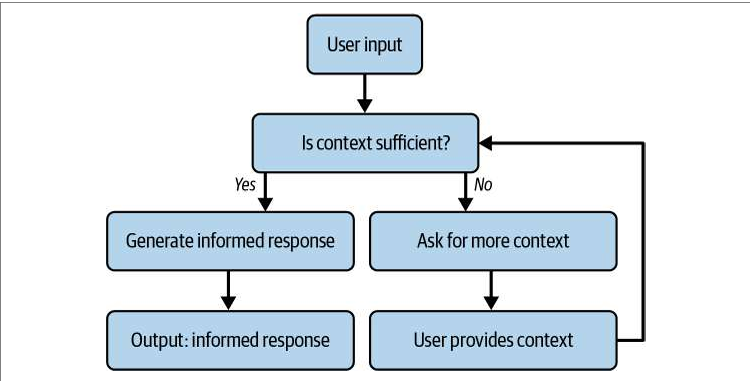 User input
Is context sufficient?
Yes
No
Generate informed response
Ask for more context
Output: informed response
User provides context